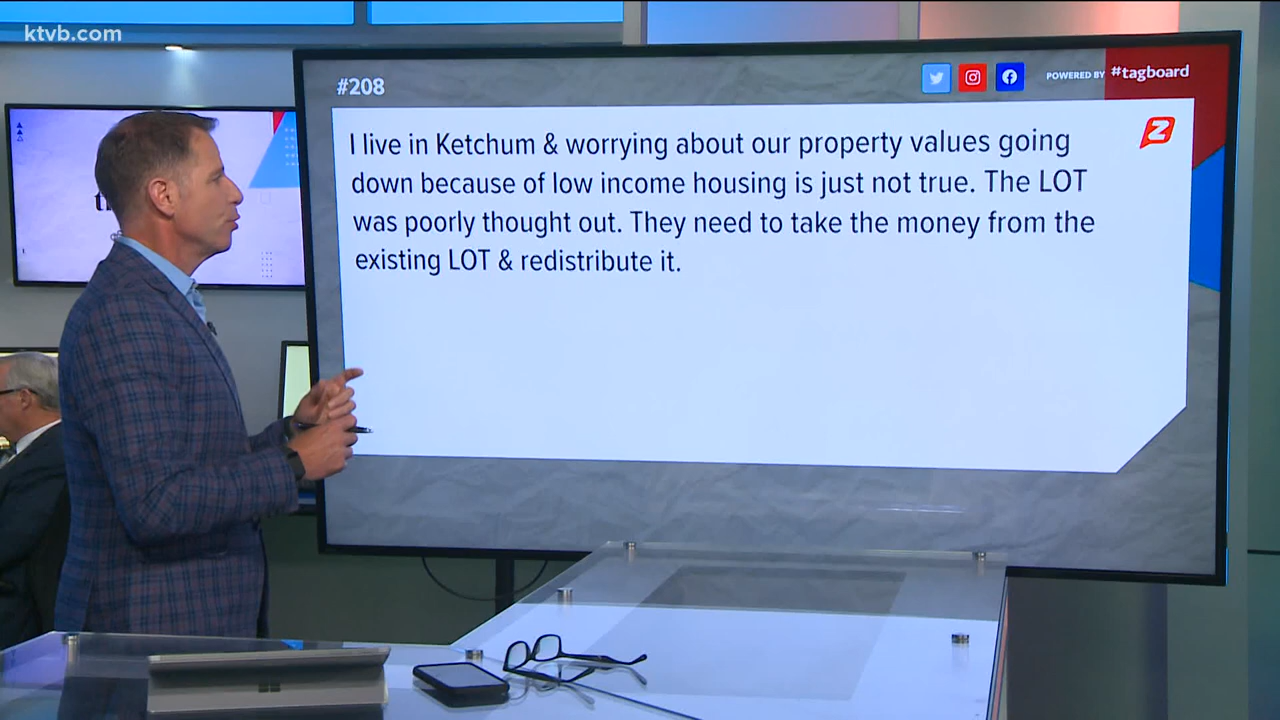 ktvb.com
#208
POWERED BY #tagboard
I live in Ketchum & worrying about our property values going
down because of low income housing is just not true. The LOT
was poorly thought out. They need to take the money from the
existing LOT & redistribute it.